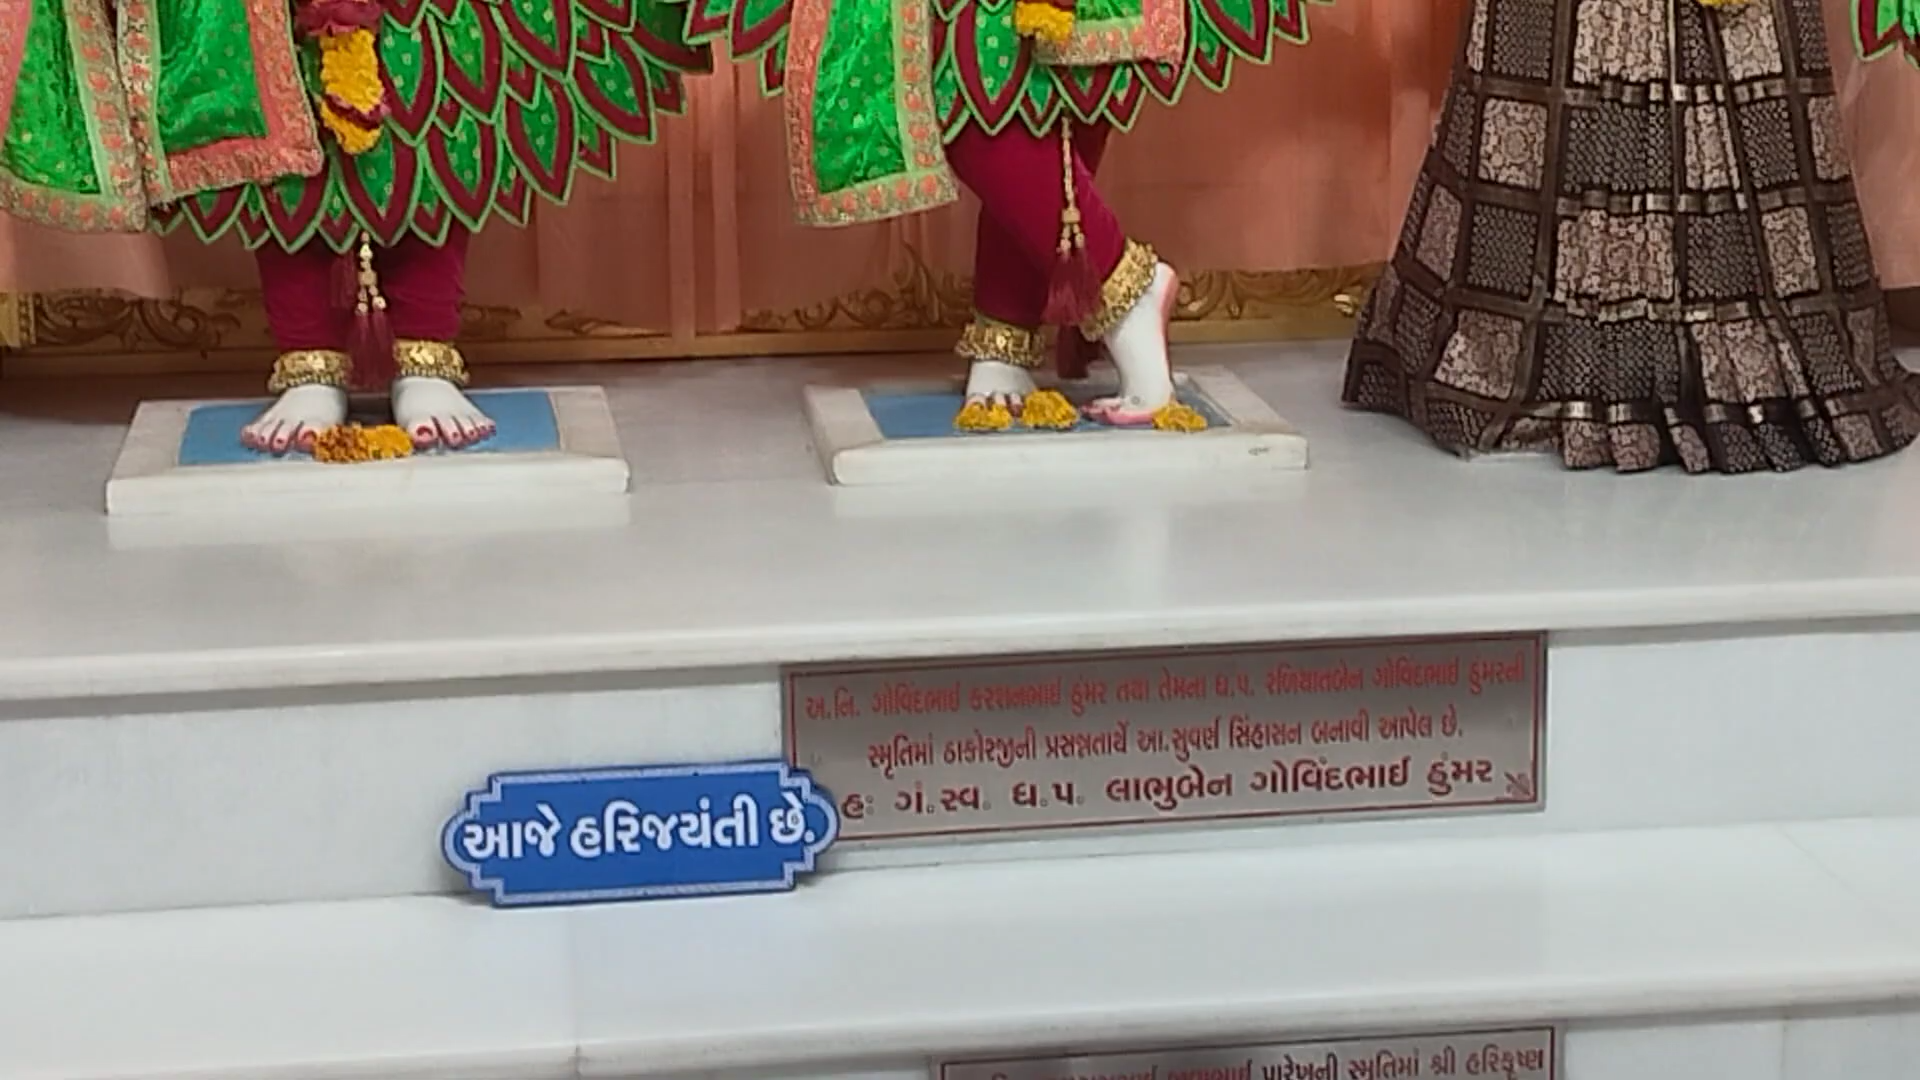 અ.નિ. ગોવિંદભાઈ કરશનભાઈ હુંમર તથા તેમના ધ.પ. રળિયાતબેન ગોવિંદભાઈ હુંમરની
સ્મૃતિમાં ઠાકોરજીની પ્રસન્નતાર્થે આ.સુવર્ણ સિંહાસન બનાવી આપેલ છે.
હઃ ગં.સ્વ. ધ.પ. લાભુબેન ગોવિંદભાઈ હુંમર
આજે હરિજયંતી છે.
પારેખની સ્મૃતિમાં શ્રી હરિકૃષ્ણ